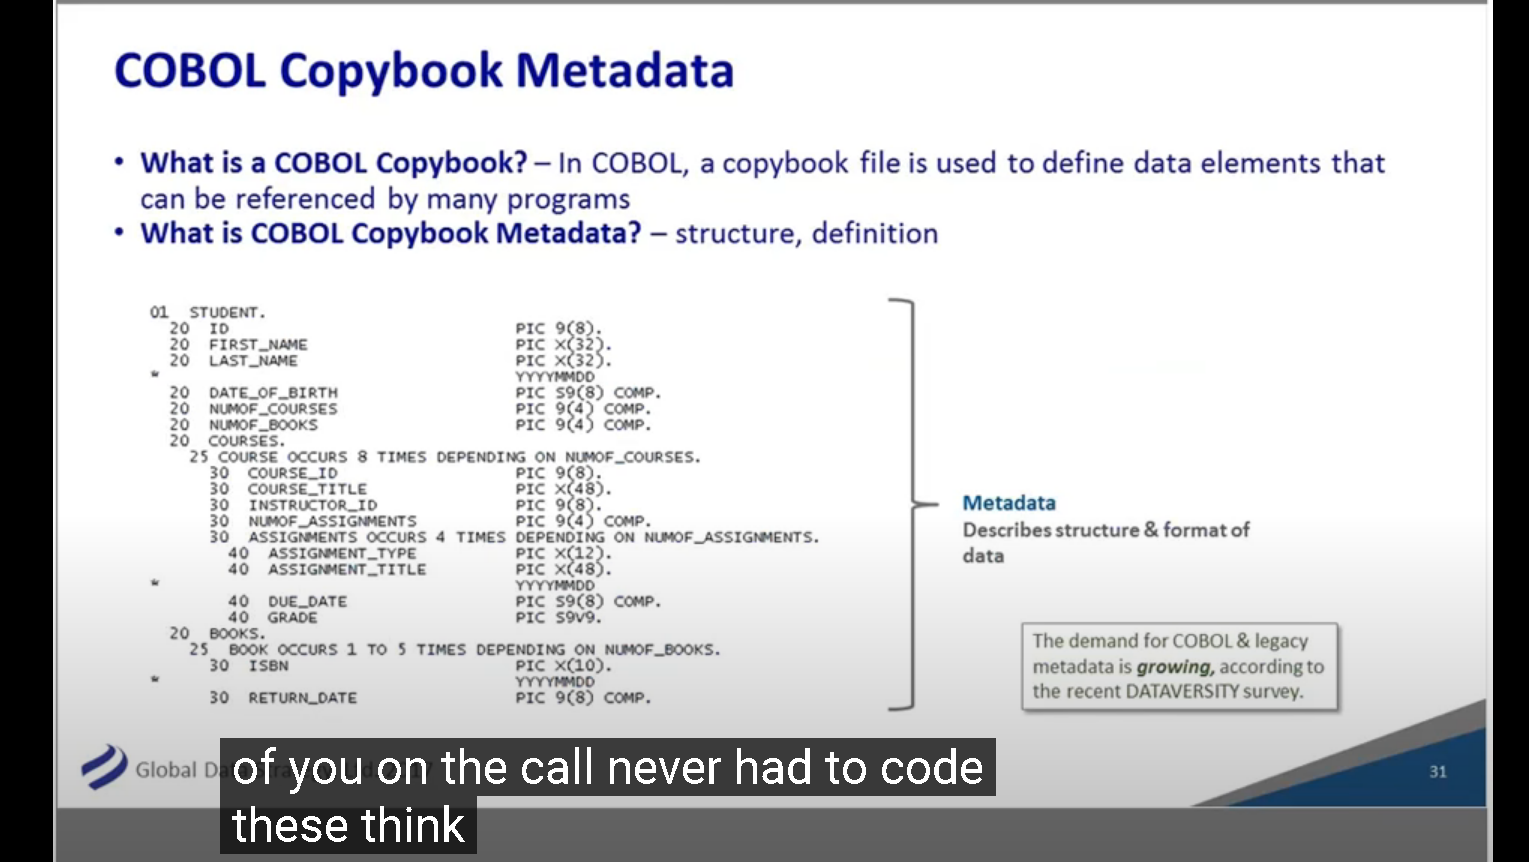 COBOL Copybook Metadata
• What is a COBOL Copybook? – In COBOL, a copybook file is used to define data elements that
can be referenced by many programs
• What is COBOL Copybook Metadata? – structure, definition
01 STUDENT.
20 ID PIC 9(8).
20 FIRST_NAME PIC X(32).
20 LAST_NAME PIC X(32).
* YYYYMMDD
20 DATE_OF_BIRTH PIC S9(8) COMP.
20 NUMOF_COURSES PIC 9(4) COMP.
20 NUMOF_BOOKS PIC 9(4) COMP.
20 COURSES.
25 COURSE OCCURS 8 TIMES DEPENDING ON NUMOF_COURSES.
30 COURSE_ID PIC 9(8).
30 COURSE_TITLE PIC X(48).
30 INSTRUCTOR_ID PIC 9(8).
30 NUMOF_ASSIGNMENTS PIC 9(4) COMP.
30 ASSIGNMENTS OCCURS 4 TIMES DEPENDING ON NUMOF_ASSIGNMENTS.
40 ASSIGNMENT_TYPE PIC X(12).
40 ASSIGNMENT_TITLE PIC X(48).
* YYYYMMDD
40 DUE_DATE PIC S9(8) COMP.
40 GRADE PIC S9V9.
20 BOOKS.
25 BOOK OCCURS 1 TO 5 TIMES DEPENDING ON NUMOF_BOOKS.
30 ISBN PIC X(10).
* YYYYMMDD
30 RETURN_DATE PIC 9(8) COMP.
Metadata
Describes structure & format of
data
The demand for COBOL & legacy
metadata is growing, according to
the recent DATAVERSITY survey.
Global
31
of you on the call never had to code
these think